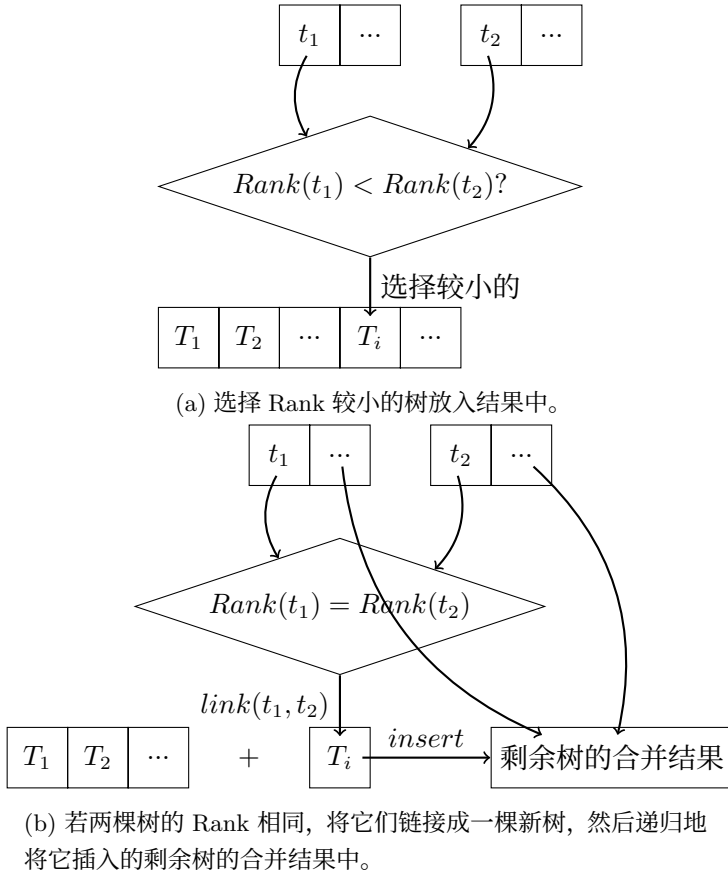 t₁ ... t₂ ...
Rank(t₁) < Rank(t₂)?
选择较小的
T₁ T₂ ... Tᵢ ...
(a) 选择 Rank 较小的树放入结果中。
t₁ ... t₂ ...
Rank(t₁) = Rank(t₂)
link(t₁, t₂)
T₁ T₂ ... + Tᵢ insert 剩余树的合并结果
(b) 若两棵树的 Rank 相同，将它们链接成一棵新树，然后递归地
将它插入的剩余树的合并结果中。